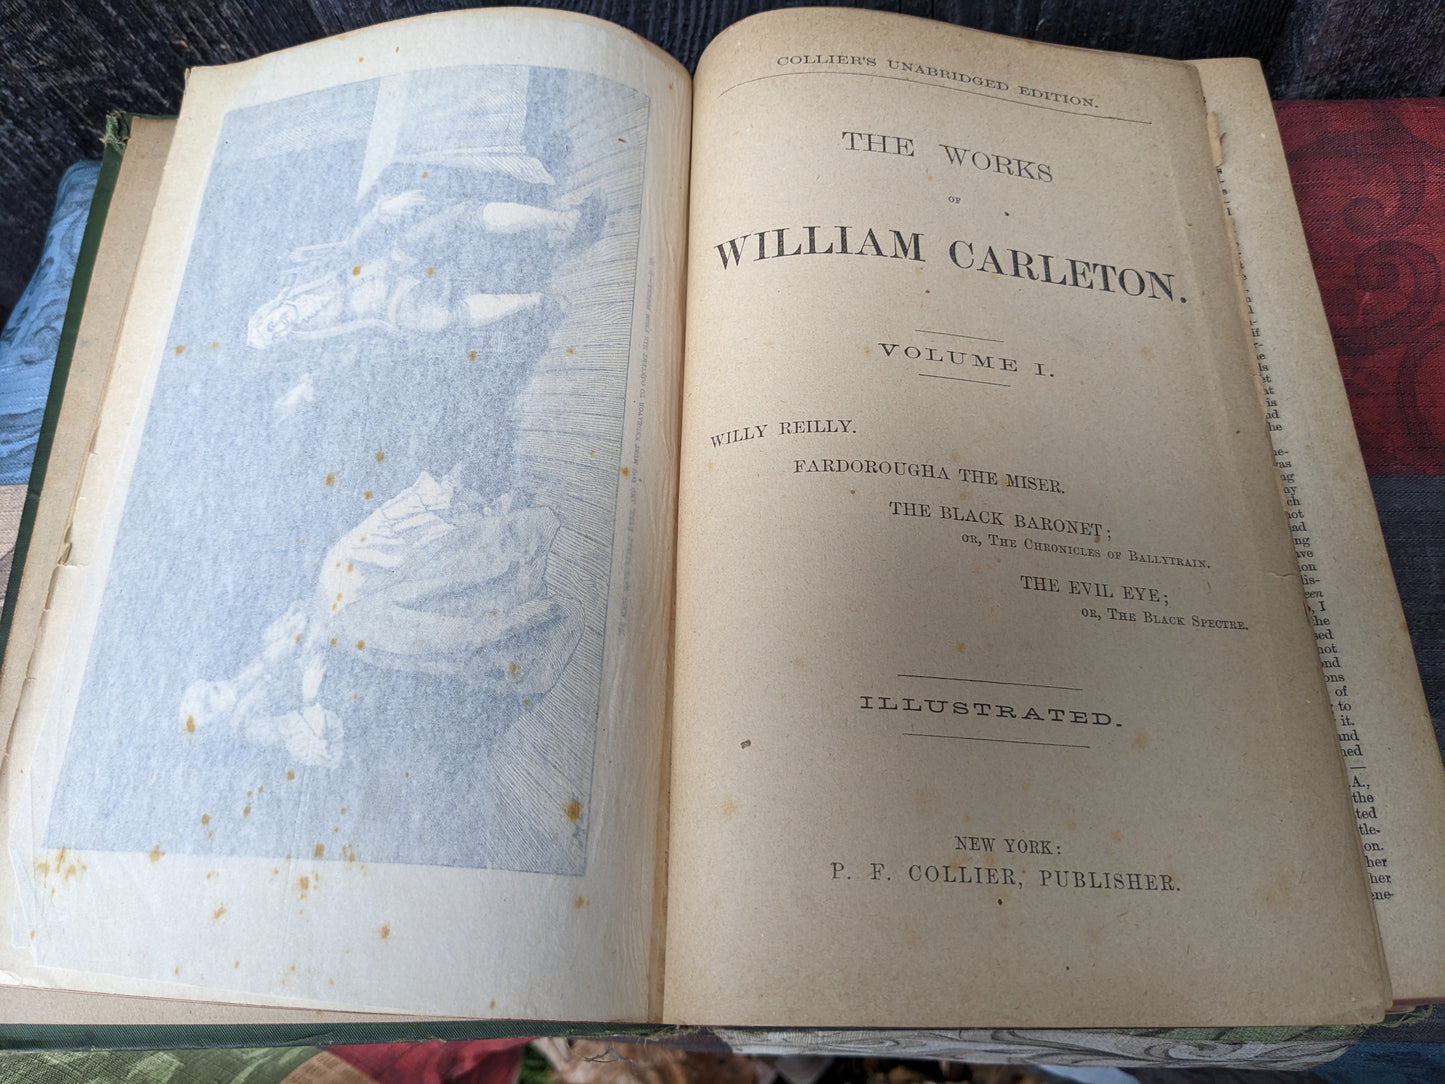 COLLIER'S UNABRIDGED EDITION.
THE WORKS
OF
WILLIAM CARLETON.
VOLUME I.
WILLY REILLY.
FARDOROUGHA THE MISER.
THE BLACK BARONET;
OR, THE CHRONICLES OF BALLYTRAIN.
THE EVIL EYE;
OR, THE BLACK SPECTRE.
ILLUSTRATED.
NEW YORK:
P. F. COLLIER, PUBLISHER.